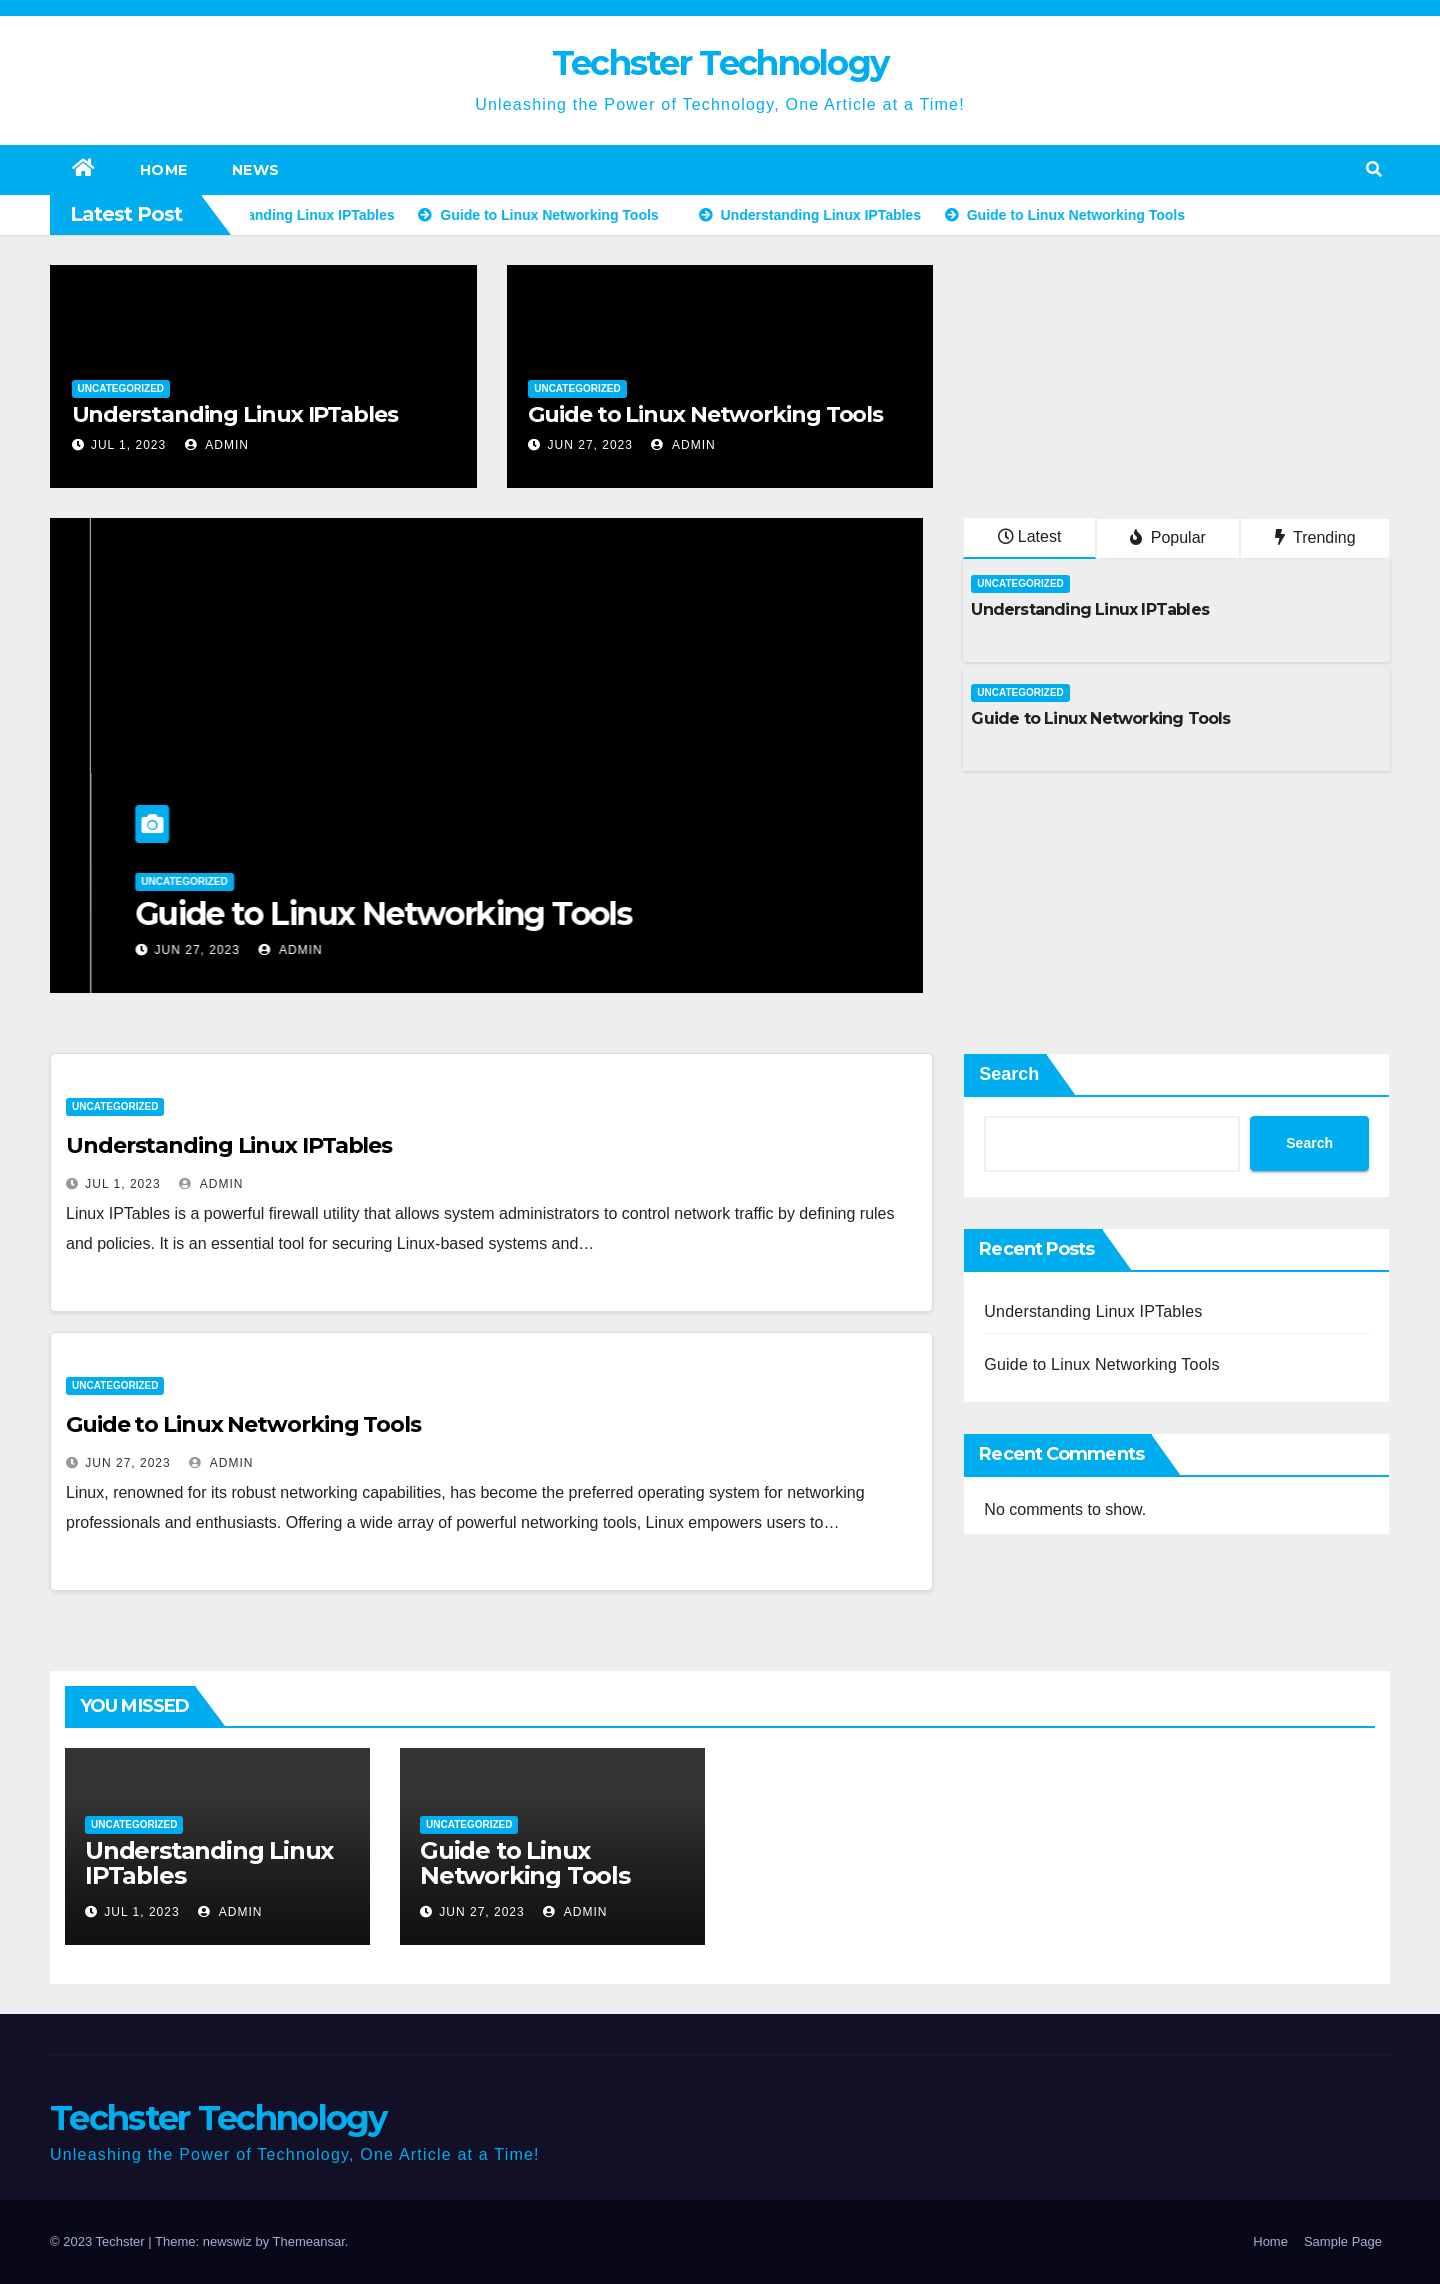 Techster Technology
Unleashing the Power of Technology, One Article at a Time!
HOME NEWS
Latest Post anding Linux IPTables Guide to Linux Networking Tools Understanding Linux IPTables Guide to Linux Networking Tools
UNCATEGORIZED
Understanding Linux IPTables
JUL 1, 2023 ADMIN
UNCATEGORIZED
Guide to Linux Networking Tools
JUN 27, 2023 ADMIN
UNCATEGORIZED
Guide to Linux Networking Tools
JUN 27, 2023 ADMIN
Latest Popular Trending
UNCATEGORIZED
Understanding Linux IPTables
UNCATEGORIZED
Guide to Linux Networking Tools
UNCATEGORIZED
Understanding Linux IPTables
JUL 1, 2023 ADMIN
Linux IPTables is a powerful firewall utility that allows system administrators to control network traffic by defining rules
and policies. It is an essential tool for securing Linux-based systems and…
UNCATEGORIZED
Guide to Linux Networking Tools
JUN 27, 2023 ADMIN
Linux, renowned for its robust networking capabilities, has become the preferred operating system for networking
professionals and enthusiasts. Offering a wide array of powerful networking tools, Linux empowers users to…
Search
Search
Recent Posts
Understanding Linux IPTables
Guide to Linux Networking Tools
Recent Comments
No comments to show.
YOU MISSED
UNCATEGORIZED
Understanding Linux
IPTables
JUL 1, 2023 ADMIN
UNCATEGORIZED
Guide to Linux
Networking Tools
JUN 27, 2023 ADMIN
Techster Technology
Unleashing the Power of Technology, One Article at a Time!
© 2023 Techster | Theme: newswiz by Themeansar.
Home Sample Page